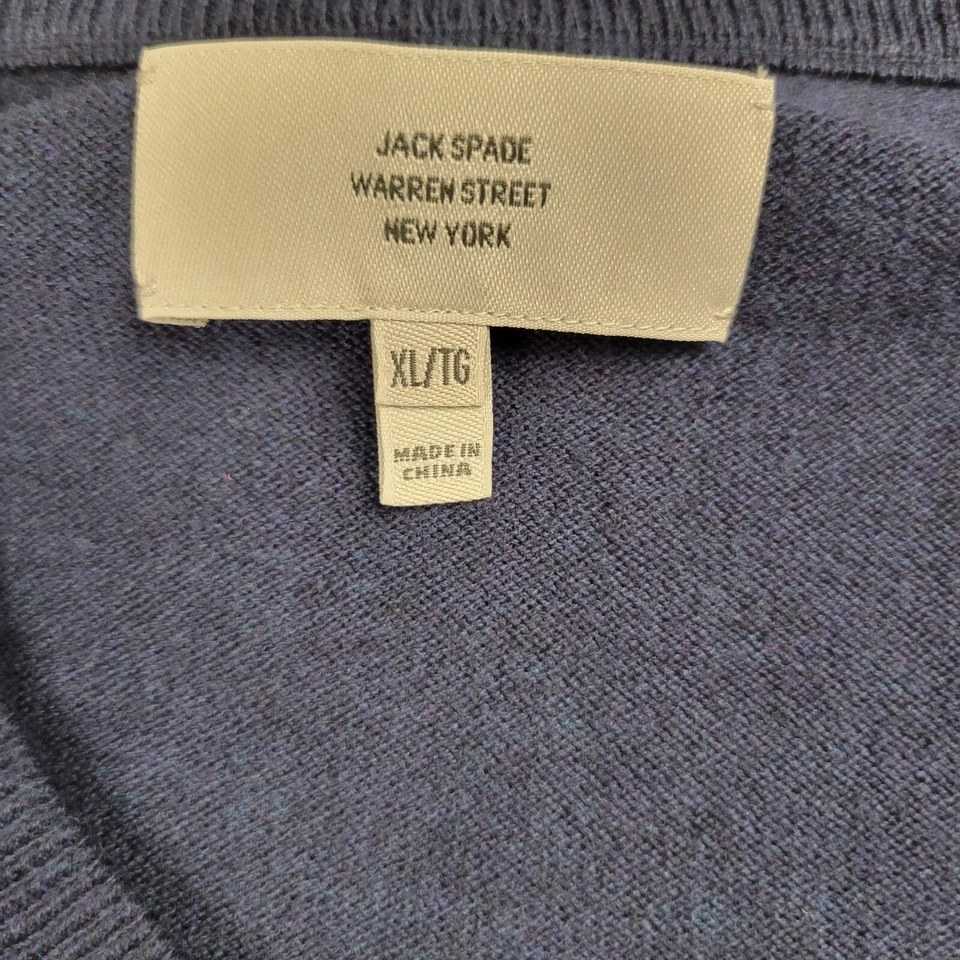 JACK SPADE
WARREN STREET
NEW YORK
XL/TG
MADE IN
CHINA